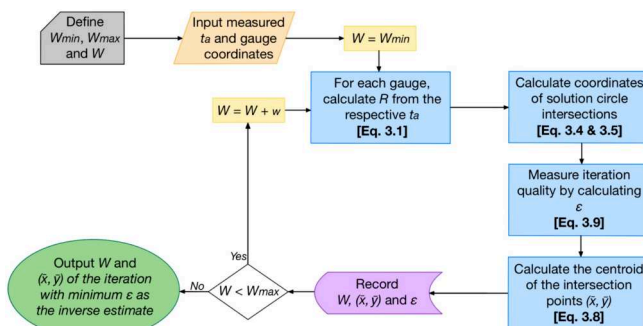 Define
Wmin, Wmax
and W
Input measured
ta and gauge
coordinates
W = Wmin
For each gauge,
calculate R from the
respective ta
[Eq. 3.1]
Calculate coordinates
of solution circle
intersections
[Eq. 3.4 & 3.5]
Measure iteration
quality by calculating
ε
[Eq. 3.9]
Calculate the centroid
of the intersection
points (x̄, ȳ)
[Eq. 3.8]
Record
W, (x̄, ȳ) and ε
W < Wmax
Yes
W = W + w
No
Output W and
(x̄, ȳ) of the iteration
with minimum ε as
the inverse estimate